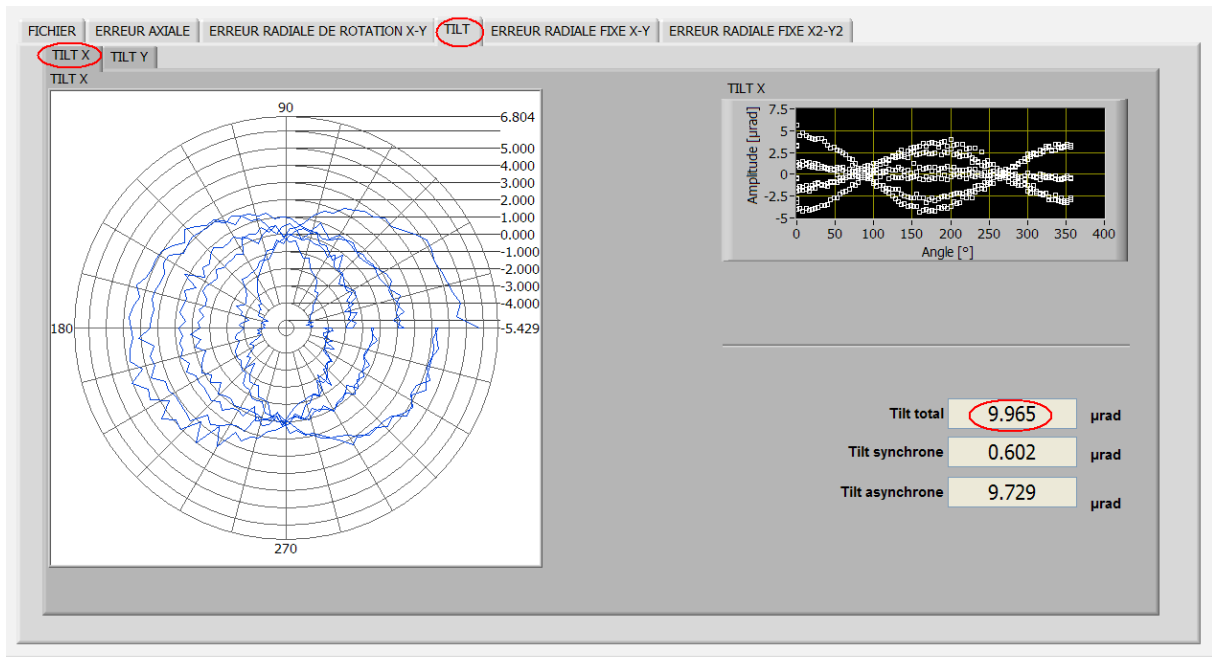 FICHIER ERREUR AXIALE ERREUR RADIALE DE ROTATION X-Y TILT ERREUR RADIALE FIXE X-Y ERREUR RADIALE FIXE X2-Y2
TILT X TILT Y
TILT X
90
6.804
5.000
4.000
3.000
2.000
1.000
0.000
-1.000
-2.000
-3.000
-4.000
-5.429
180
270
TILT X
Amplitude [µrad]
7.5
5
2.5
0
-2.5
-5
0 50 100 150 200 250 300 350 400
Angle [°]
Tilt total 9.965 µrad
Tilt synchrone 0.602 µrad
Tilt asynchrone 9.729 µrad